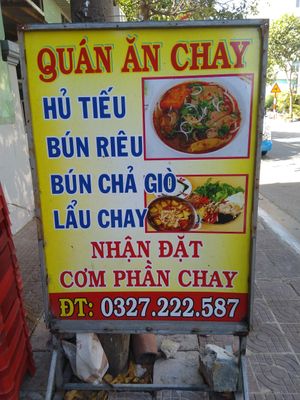 QUÁN ĂN CHAY
HỦ TIẾU
BÚN RIÊU
BÚN CHẢ GIÒ
LẨU CHAY
NHẬN ĐẶT
CƠM PHẦN CHAY
ĐT: 0327.222.587